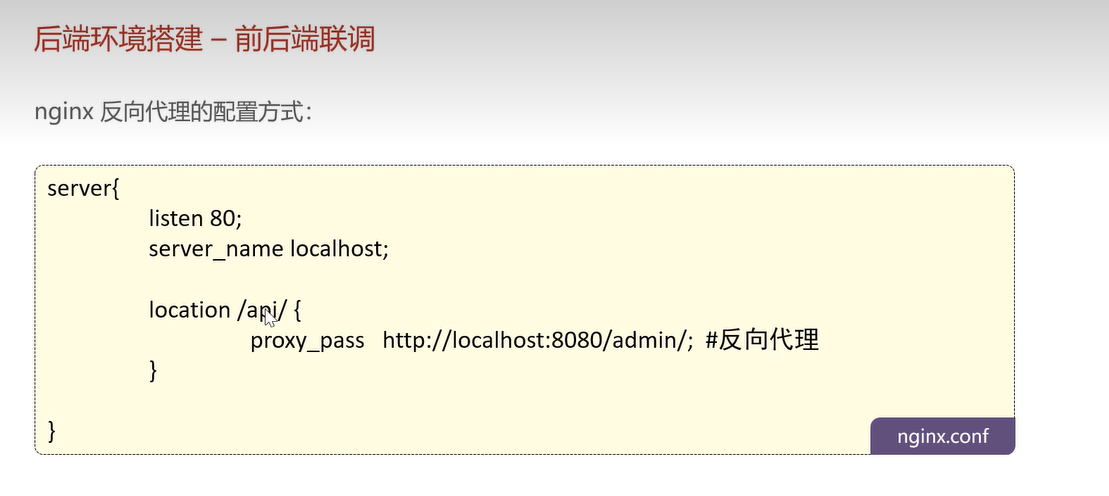 后端环境搭建 – 前后端联调
nginx 反向代理的配置方式：
server{
listen 80;
server_name localhost;
location /api/ {
proxy_pass http://localhost:8080/admin/; #反向代理
}
}
nginx.conf